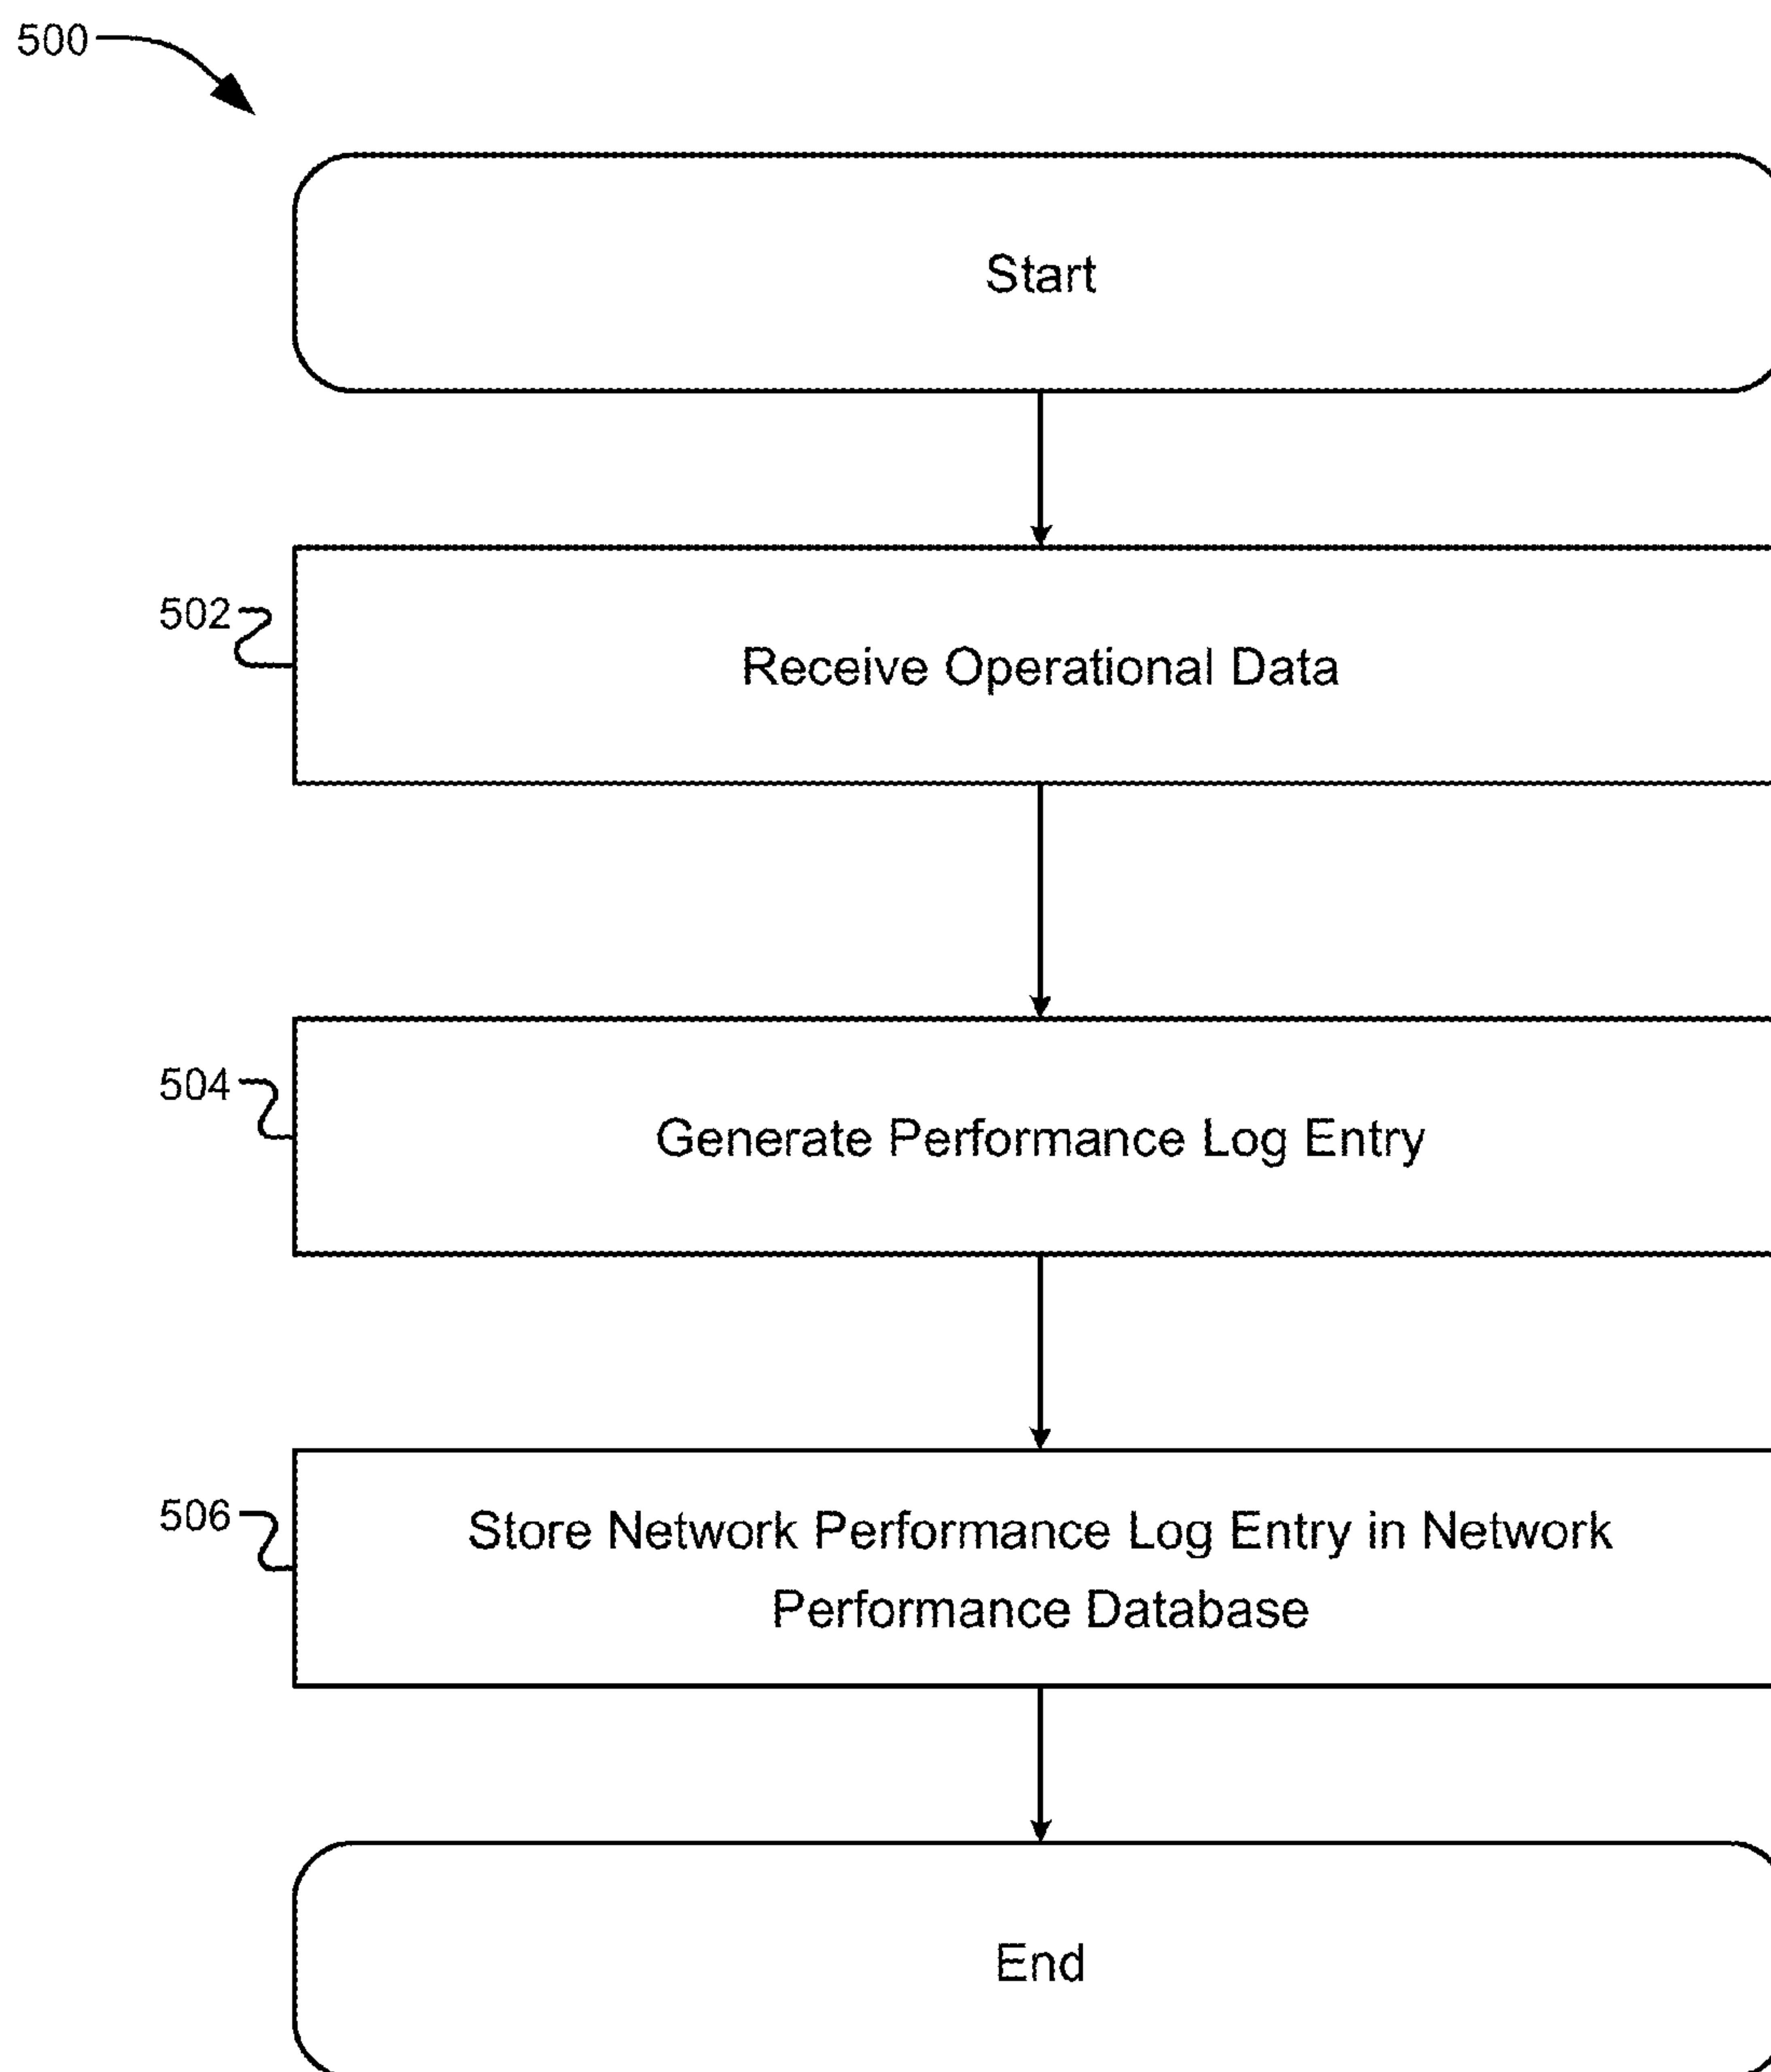 500
Start
502
Receive Operational Data
504
Generate Performance Log Entry
506
Store Network Performance Log Entry in Network
Performance Database
End